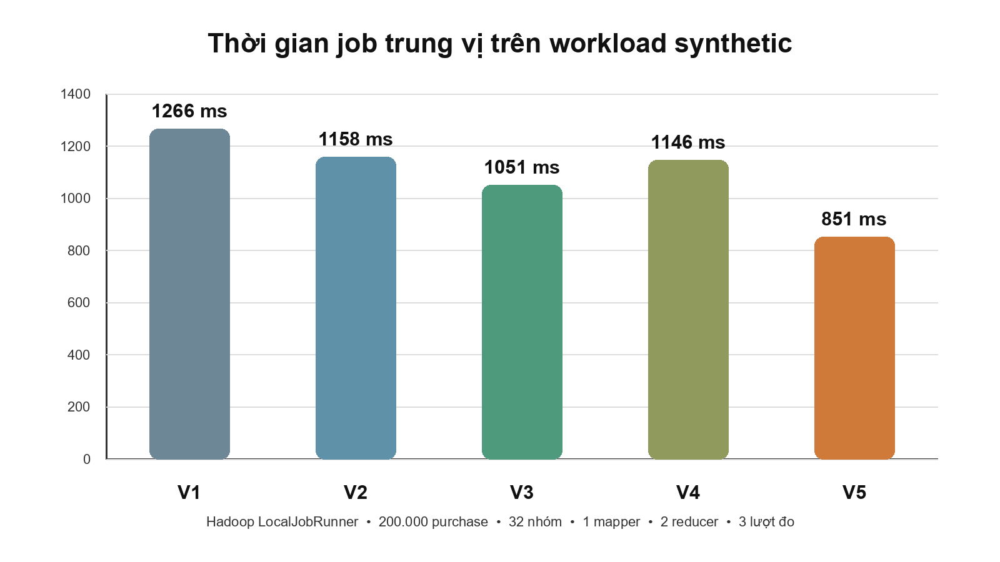 Thời gian job trung vị trên workload synthetic
1400
1266 ms
1200
1158 ms
1146 ms
1051 ms
1000
851 ms
800
600
400
200
0
V1 V2 V3 V4 V5
Hadoop LocalJobRunner • 200.000 purchase • 32 nhóm • 1 mapper • 2 reducer • 3 lượt đo